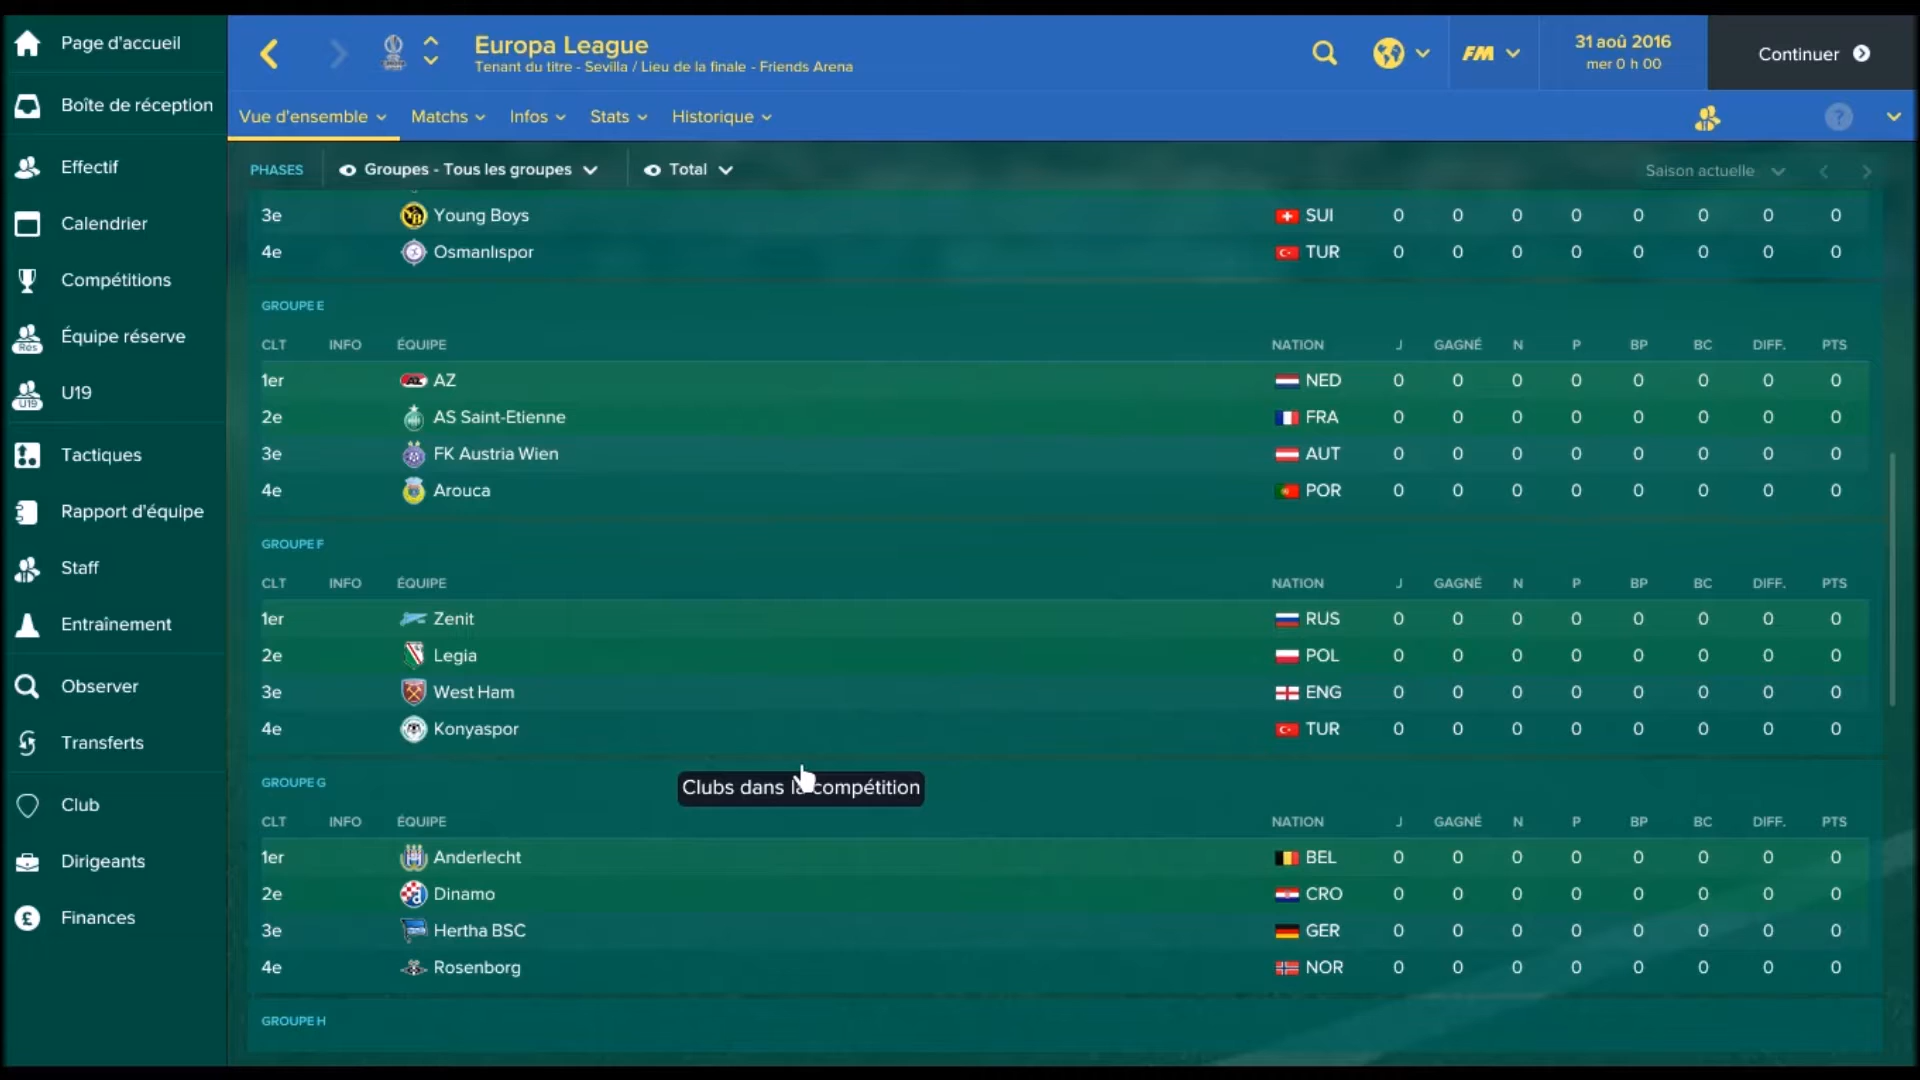 Page d'accueil
Boîte de réception
Effectif
Calendrier
Compétitions
Équipe réserve
U19
Tactiques
Rapport d'équipe
Staff
Entraînement
Observer
Transferts
Club
Dirigeants
Finances
Europa League
Tenant du titre - Sevilla / Lieu de la finale - Friends Arena
FM
31 aoû 2016
mer 0 h 00
Continuer
Vue d'ensemble Matchs Infos Stats Historique
PHASES Groupes - Tous les groupes Total Saison actuelle
3e Young Boys SUI 0 0 0 0 0 0 0 0
4e Osmanlıspor TUR 0 0 0 0 0 0 0 0
GROUPE E
CLT INFO ÉQUIPE NATION J GAGNÉ N P BP BC DIFF. PTS
1er AZ NED 0 0 0 0 0 0 0 0
2e AS Saint-Etienne FRA 0 0 0 0 0 0 0 0
3e FK Austria Wien AUT 0 0 0 0 0 0 0 0
4e Arouca POR 0 0 0 0 0 0 0 0
GROUPE F
CLT INFO ÉQUIPE NATION J GAGNÉ N P BP BC DIFF. PTS
1er Zenit RUS 0 0 0 0 0 0 0 0
2e Legia POL 0 0 0 0 0 0 0 0
3e West Ham ENG 0 0 0 0 0 0 0 0
4e Konyaspor TUR 0 0 0 0 0 0 0 0
GROUPE G
Clubs dans la compétition
CLT INFO ÉQUIPE NATION J GAGNÉ N P BP BC DIFF. PTS
1er Anderlecht BEL 0 0 0 0 0 0 0 0
2e Dinamo CRO 0 0 0 0 0 0 0 0
3e Hertha BSC GER 0 0 0 0 0 0 0 0
4e Rosenborg NOR 0 0 0 0 0 0 0 0
GROUPE H